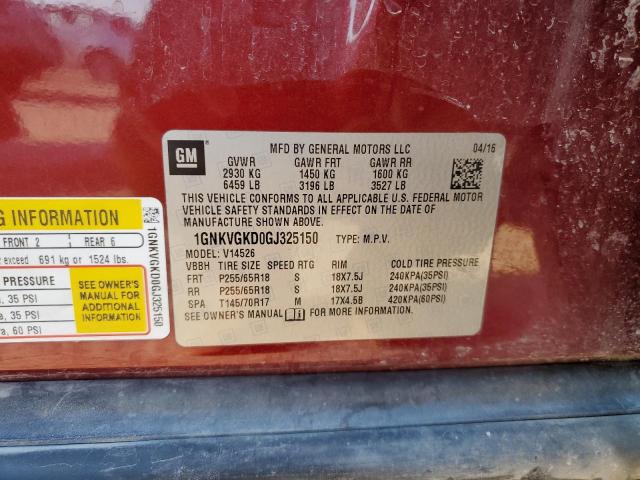 GM
MFD BY GENERAL MOTORS LLC 04/16
GVWR GAWR FRT GAWR RR
2930 KG 1450 KG 1600 KG
6459 LB 3196 LB 3527 LB
THIS VEHICLE CONFORMS TO ALL APPLICABLE U.S. FEDERAL MOTOR
VEHICLE SAFETY STANDARDS IN EFFECT ON THE DATE OF
MANUFACTURE SHOWN ABOVE.
1GNKVGKD0GJ325150 TYPE: M.P.V.
MODEL: V14526
VBBH TIRE SIZE SPEED RTG RIM COLD TIRE PRESSURE
FRT P255/65R18 S 18X7.5J 240KPA(35PSI)
RR P255/65R18 S 18X7.5J 240KPA(35PSI)
SPA T145/70R17 M 17X4.5B 420KPA(60PSI)
SEE OWNER'S MANUAL i FOR MORE INFORMATION.
INFORMATION
FRONT 2 REAR 6
exceed 691 kg or 1524 lbs.
PRESSURE
35 PSI
35 PSI
60 PSI
SEE OWNER'S
MANUAL FOR
ADDITIONAL
INFORMATION
1GNKVGKD0GJ325150